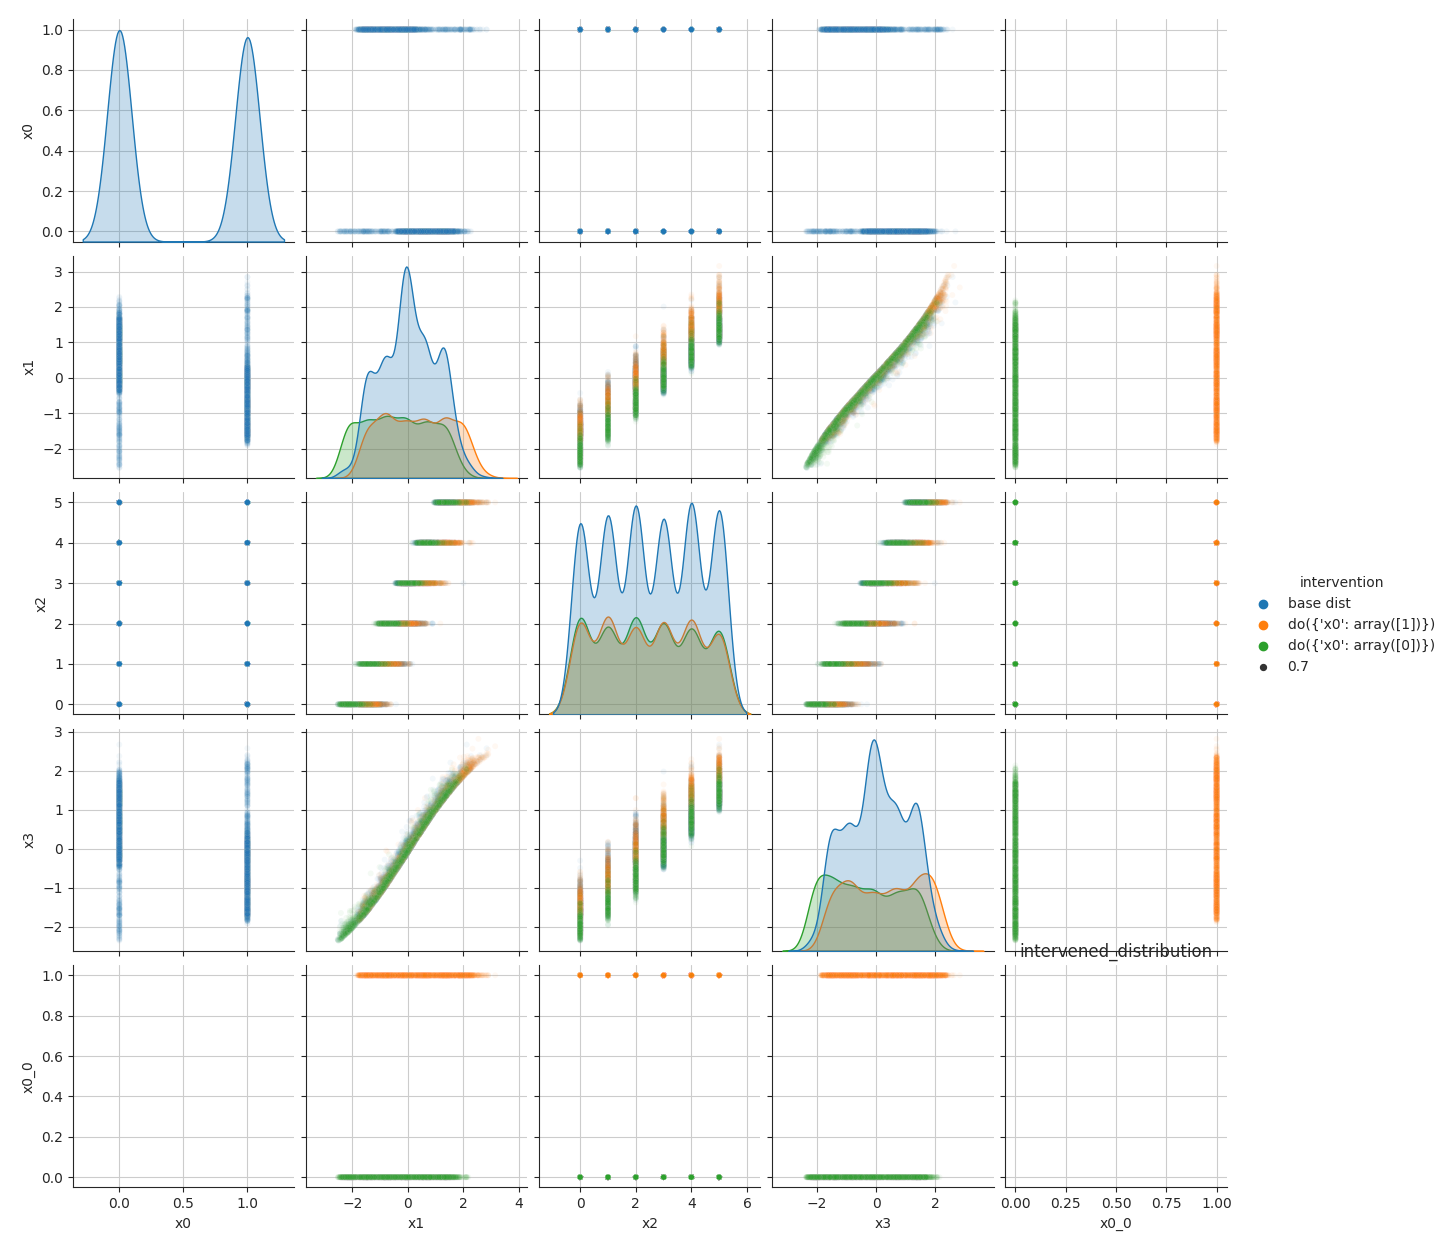 1.0
0.8
0.6
0.4
0.2
0.0
x0
3
2
1
0
−1
−2
x1
5
4
3
2
1
0
x2
intervention
base dist
do({'x0': array([1])})
do({'x0': array([0])})
0.7
3
2
1
0
−1
−2
x3
intervened_distribution
1.0
0.8
0.6
0.4
0.2
0.0
x0_0
0.0 0.5 1.0
−2 0 2 4
0 2 4 6
−2 0 2
0.00 0.25 0.50 0.75 1.00
x0 x1 x2 x3 x0_0